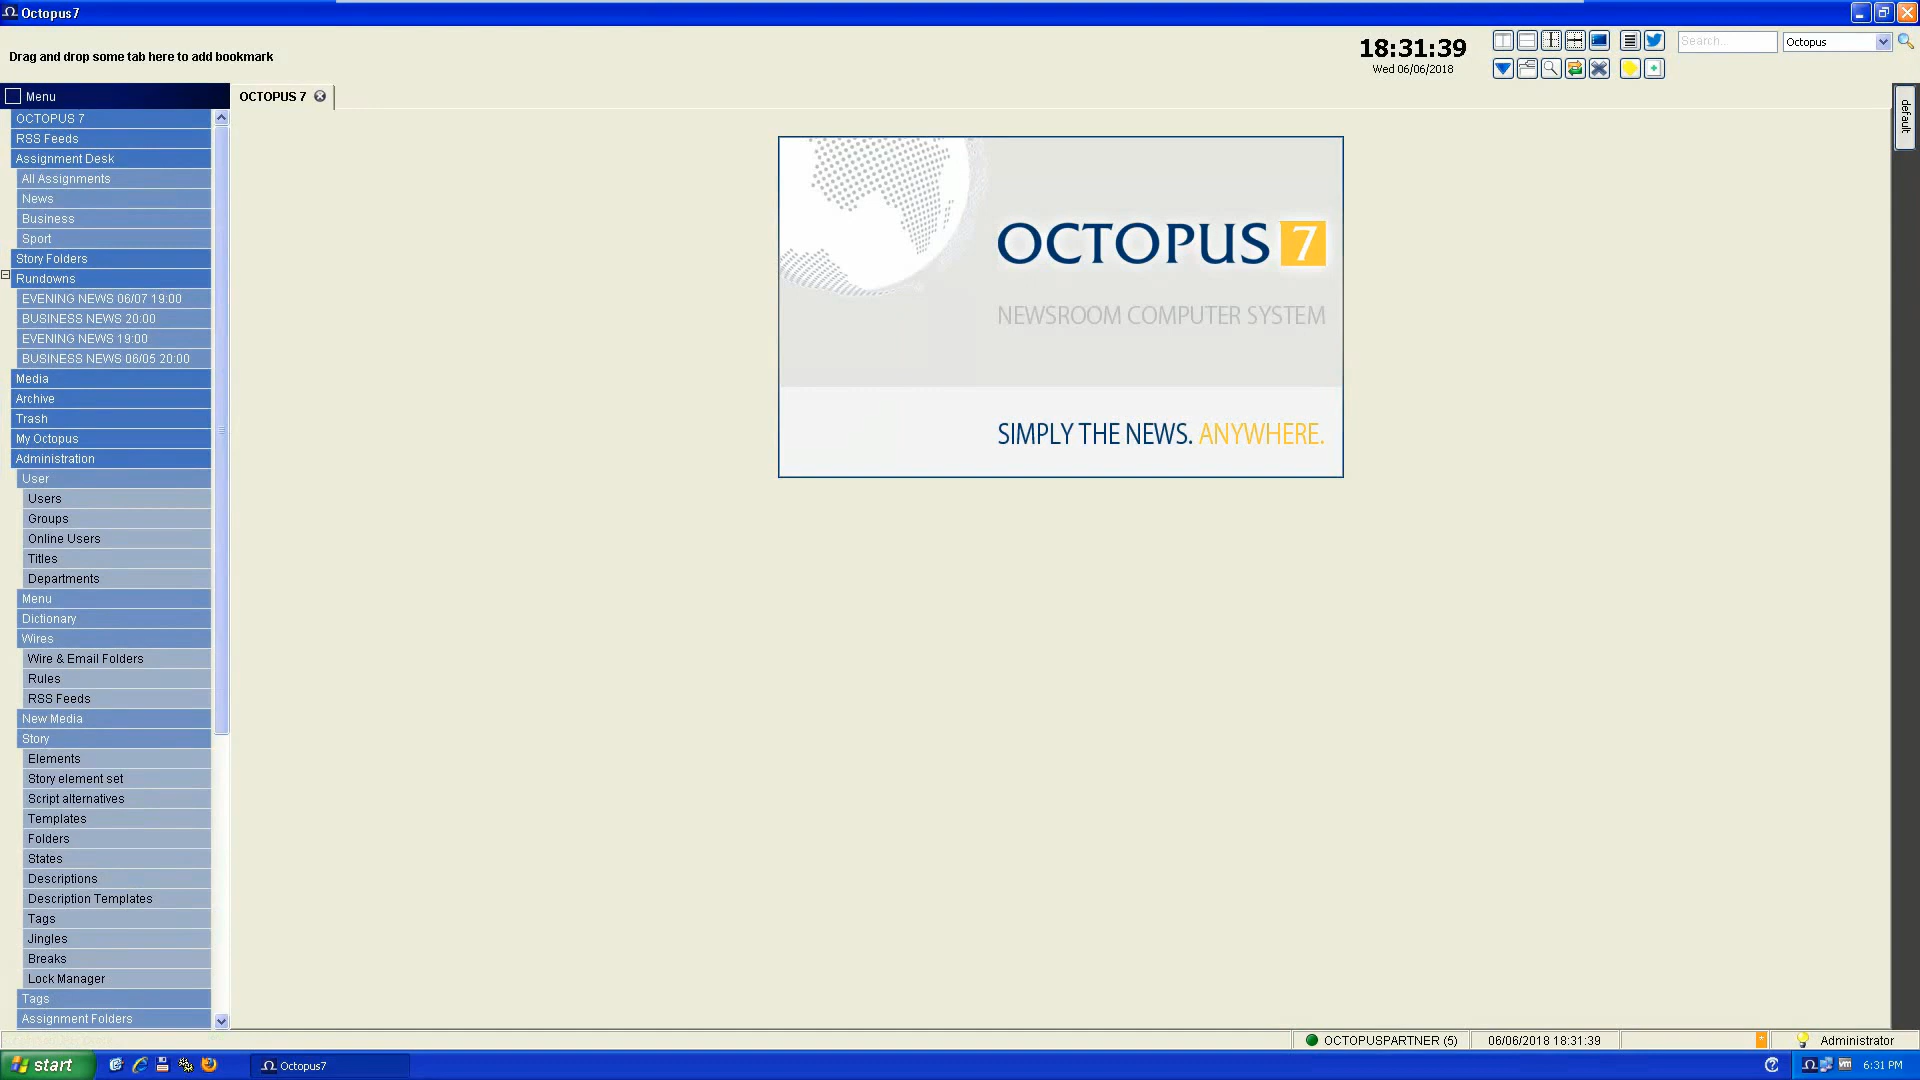 Octopus7
Drag and drop some tab here to add bookmark
18:31:39
Wed 06/06/2018
Search...
Octopus
Menu
OCTOPUS 7
default
OCTOPUS 7
RSS Feeds
Assignment Desk
All Assignments
News
Business
Sport
Story Folders
Rundowns
EVENING NEWS 06/07 19:00
BUSINESS NEWS 20:00
EVENING NEWS 19:00
BUSINESS NEWS 06/05 20:00
Media
Archive
Trash
My Octopus
Administration
User
Users
Groups
Online Users
Titles
Departments
Menu
Dictionary
Wires
Wire & Email Folders
Rules
RSS Feeds
New Media
Story
Elements
Story element set
Script alternatives
Templates
Folders
States
Descriptions
Description Templates
Tags
Jingles
Breaks
Lock Manager
Tags
Assignment Folders
OCTOPUS 7
NEWSROOM COMPUTER SYSTEM
SIMPLY THE NEWS. ANYWHERE.
OCTOPUSPARTNER (5)
06/06/2018 18:31:39
Administrator
start
Octopus7
6:31 PM